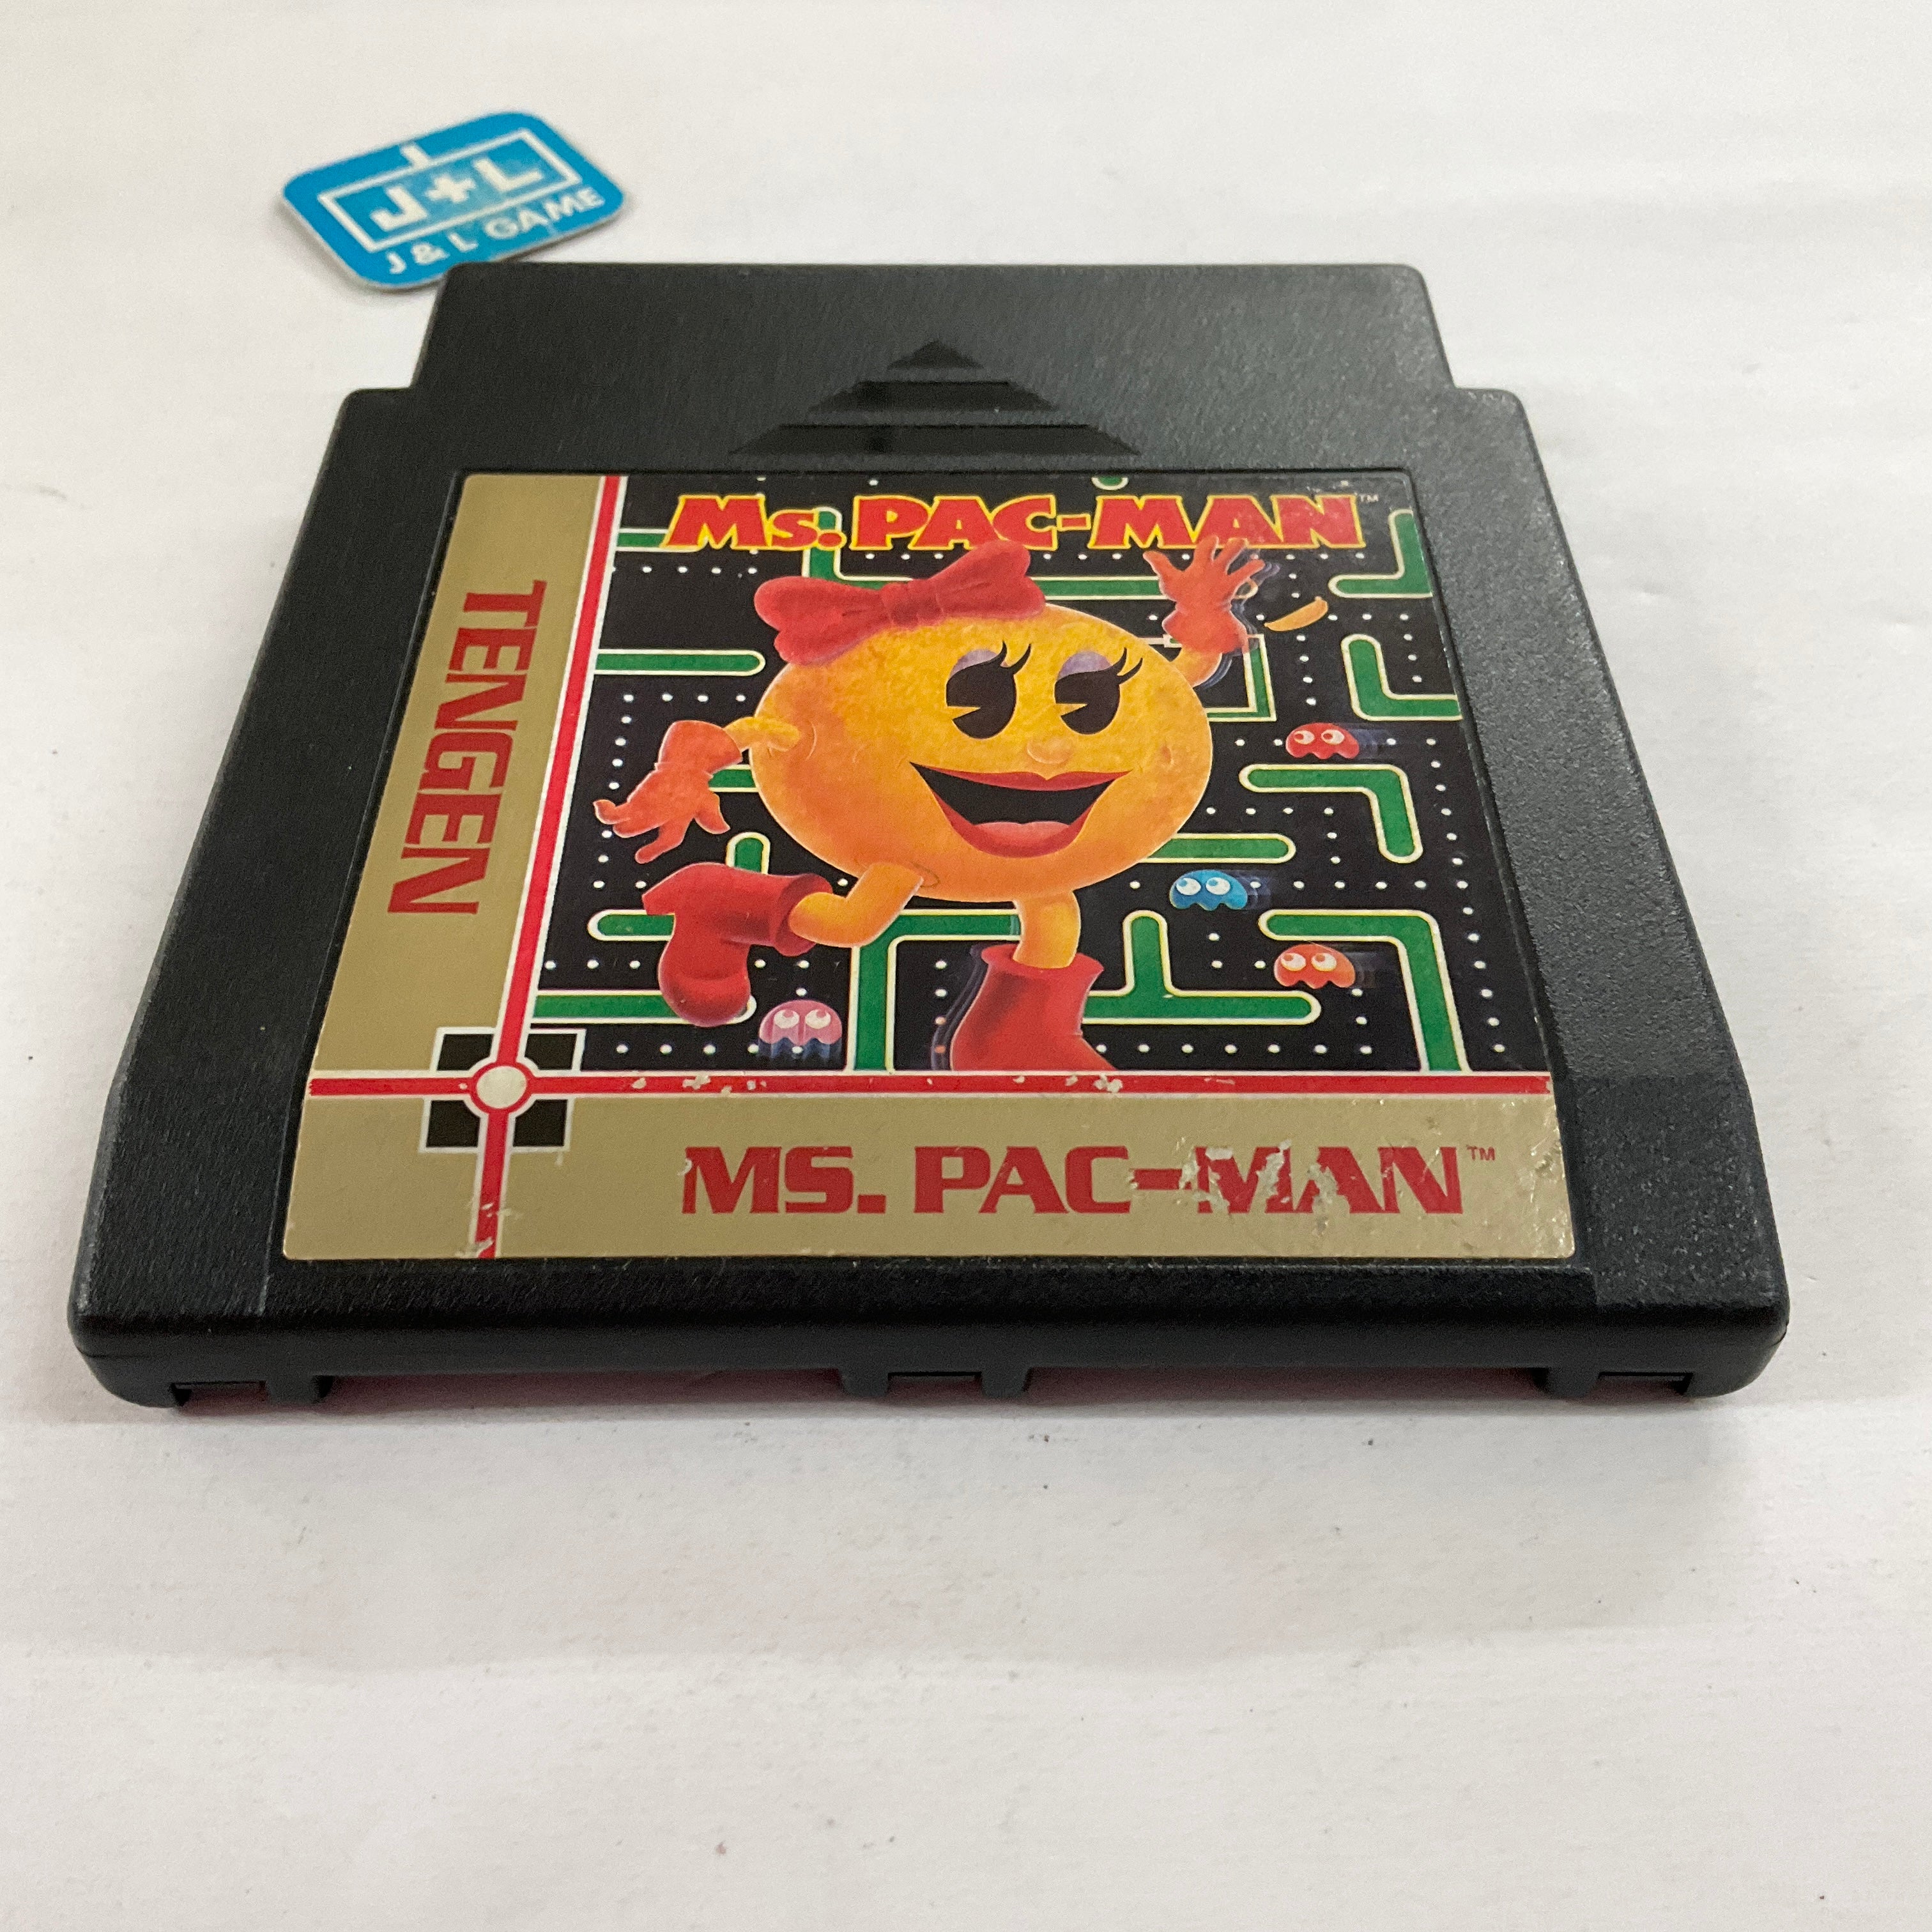 J+L
J & L GAME
Ms. PAC-MAN™
TENGEN
MS. PAC-MAN™